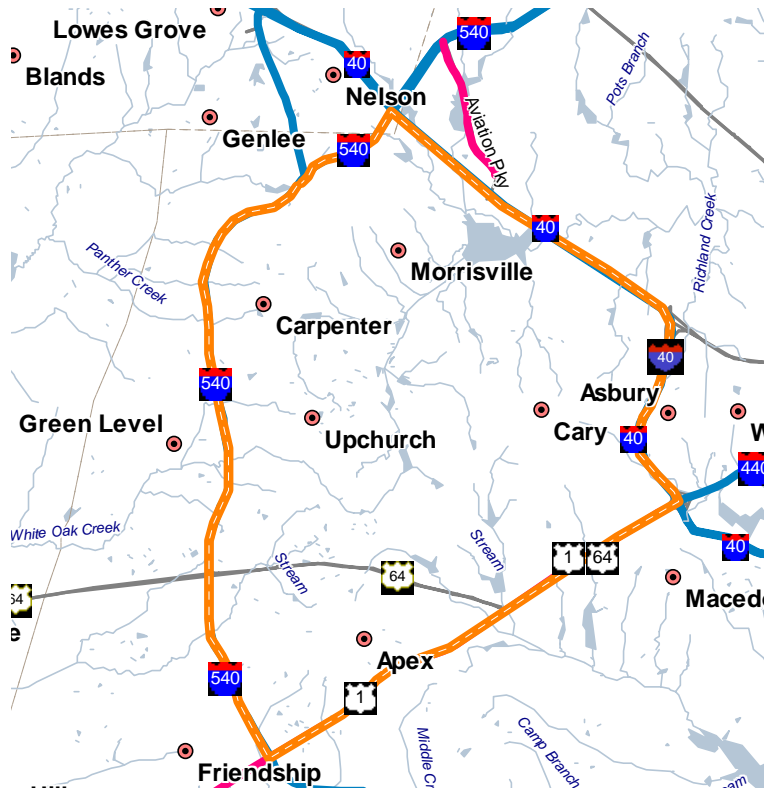 Lowes Grove
540
40
Blands
Nelson
Pots Branch
Aviation Pky
Genlee
540
Richland Creek
40
Panther Creek
Morrisville
Carpenter
40
540
Asbury
Green Level
Upchurch
Cary
40
W
440
White Oak Creek
Stream
Stream
40
1
64
64
64
Macedo
e
Apex
540
1
Middle Cr
Camp Branch
Friendship